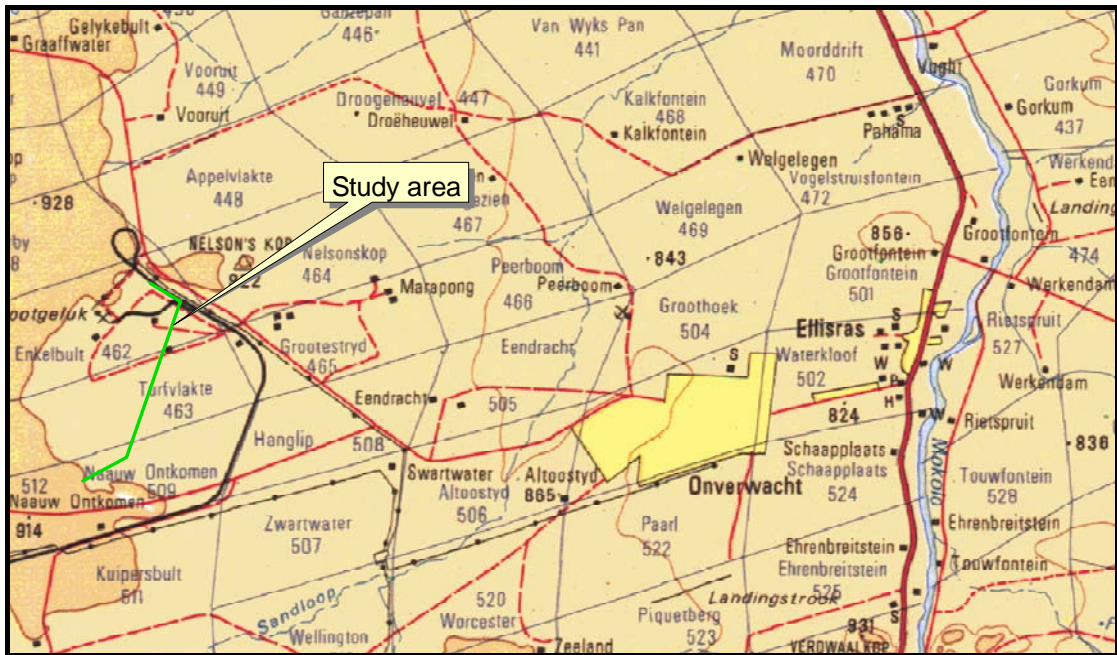 Gelykebult
Graaffwater
446
Van Wyks Pan
441
Moorddrift
470
Vught
Vooruit
449
Vooruit
Droogeheuvel 447
Droëheuwel
Kalkfontein
468
Kalkfontein
Gorkum
Gorkum
437
S
Pahama
Welgelegen
Vogelstruisfontein
472
Appelvlakte
448
Study area
467
Welgelegen
469
928
NELSON'S KOP
922
Nelsonskop
464
Marapong
Peerboom
466
Peerboom
843
856
Grootfontein
Grootfontein
501
Grootfontein
474
Werkendam
Groothoek
504
Ellisras
S
Rietspruit
527
Enkelbult 462
Grootestryd
465
Eendracht
Waterkloof
502
W
P
H
W
Werkendam
Turfvlakte
463
Eendracht
505
S
824
W
Rietspruit
Hanglip
508
Mokolo
838
Naauw Ontkomen
509
512
Naauw Ontkomen
914
Swartwater
Altoostyd
506
Altoostyd
865
Onverwacht
Schaapplaats
Schaapplaats
524
Touwfontein
528
Zwartwater
507
Paarl
522
Ehrenbreitstein
Ehrenbreitstein
Ehrenbreitstein
525
Touwfontein
Kuipersbult
511
Sandloop
Wellington
520
Worcester
Zeeland
Landingstrook
Piquetberg
523
S
931
VERDWAALKOP